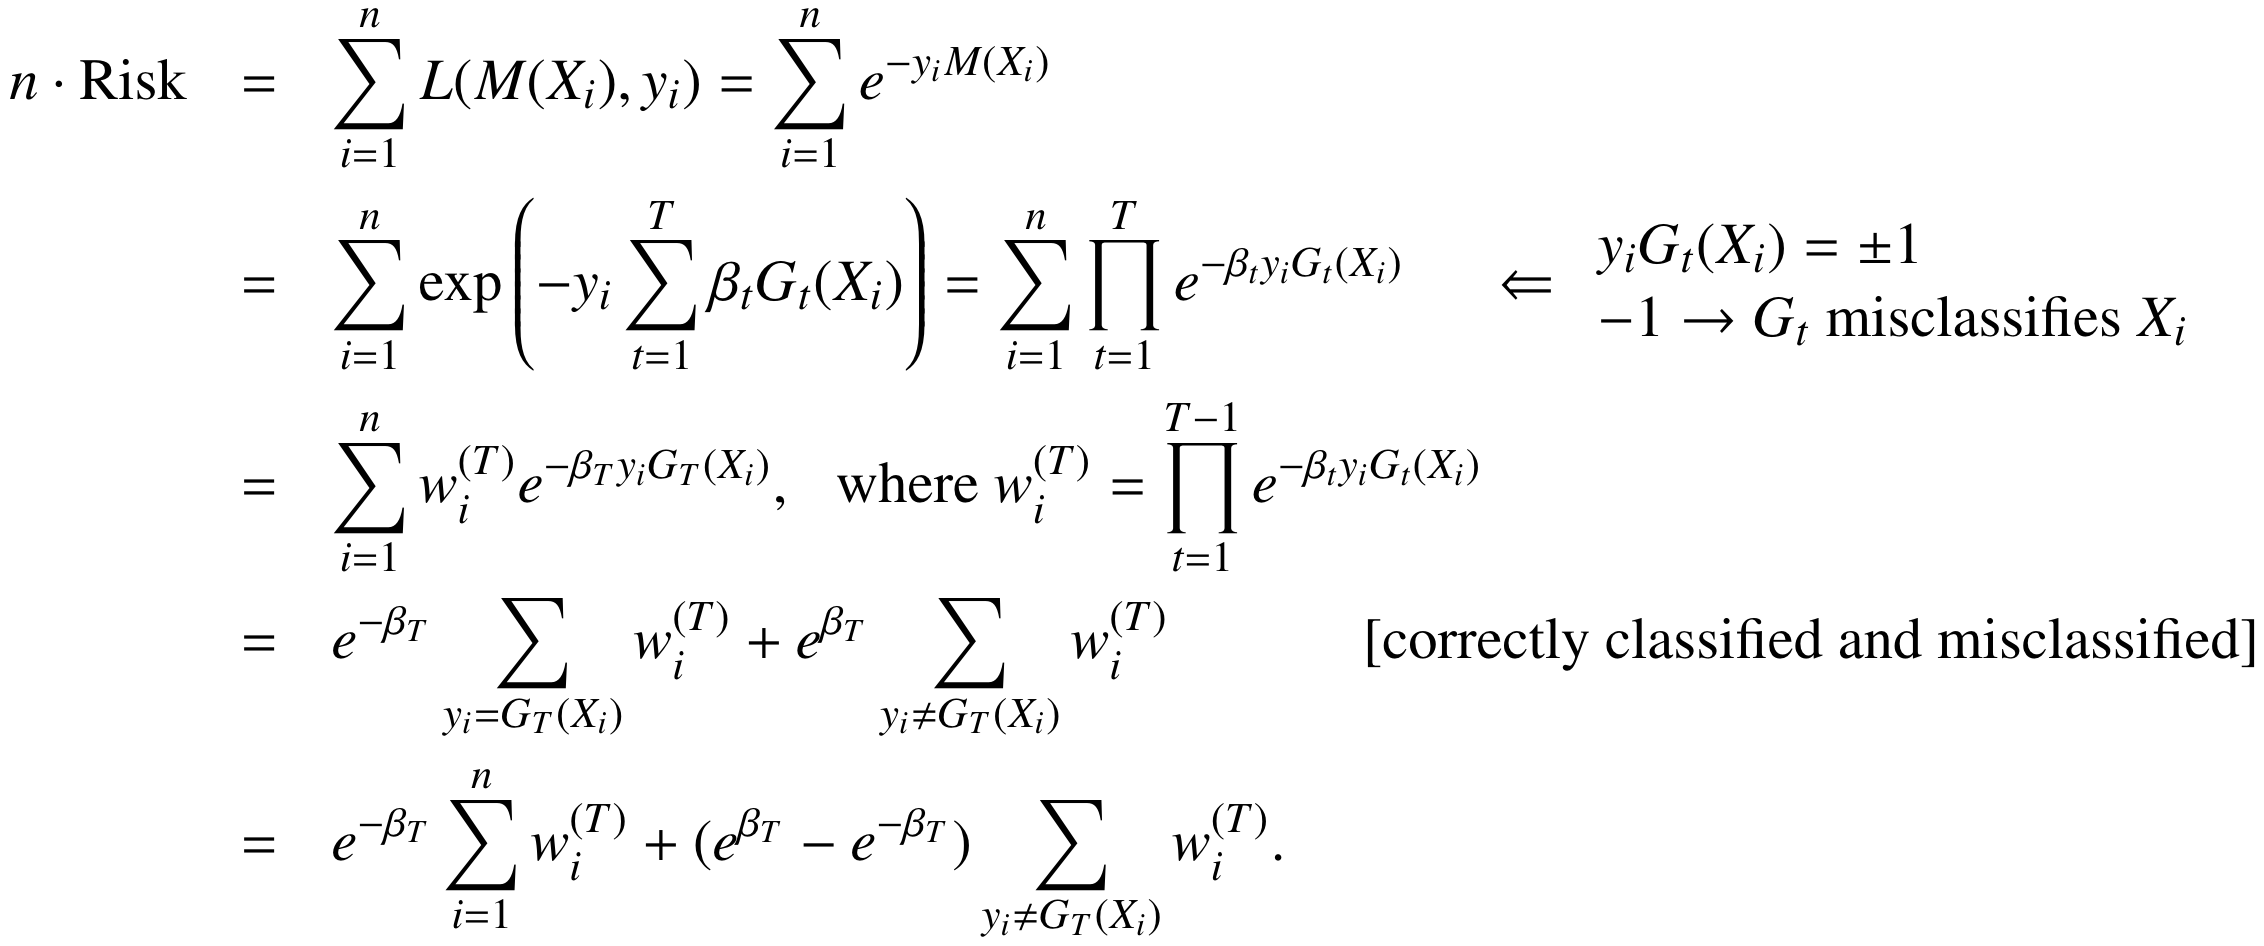 n · Risk = ∑_{i=1}^{n} L(M(X_i), y_i) = ∑_{i=1}^{n} e^{−y_i M(X_i)}
= ∑_{i=1}^{n} exp(−y_i ∑_{t=1}^{T} β_t G_t(X_i)) = ∑_{i=1}^{n} ∏_{t=1}^{T} e^{−β_t y_i G_t(X_i)} ⇐ y_i G_t(X_i) = ±1
−1 → G_t misclassifies X_i
= ∑_{i=1}^{n} w_i^{(T)} e^{−β_T y_i G_T(X_i)}, where w_i^{(T)} = ∏_{t=1}^{T−1} e^{−β_t y_i G_t(X_i)}
= e^{−β_T} ∑_{y_i=G_T(X_i)} w_i^{(T)} + e^{β_T} ∑_{y_i≠G_T(X_i)} w_i^{(T)} [correctly classified and misclassified]
= e^{−β_T} ∑_{i=1}^{n} w_i^{(T)} + (e^{β_T} − e^{−β_T}) ∑_{y_i≠G_T(X_i)} w_i^{(T)}.